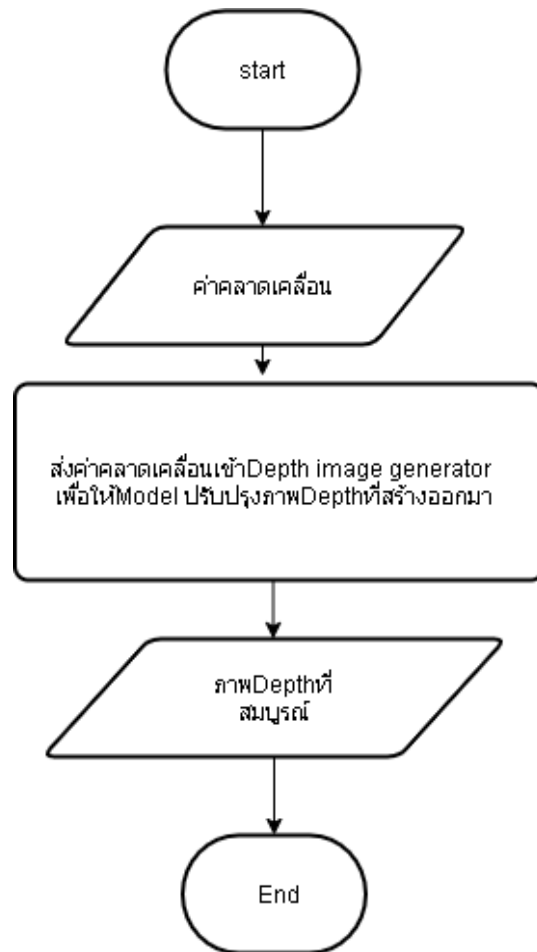 start
ค่าคลาดเคลื่อน
ส่งค่าคลาดเคลื่อนเข้าDepth image generator
เพื่อให้Model ปรับปรุงภาพDepthที่สร้างออกมา
ภาพDepthที่
สมบูรณ์
End